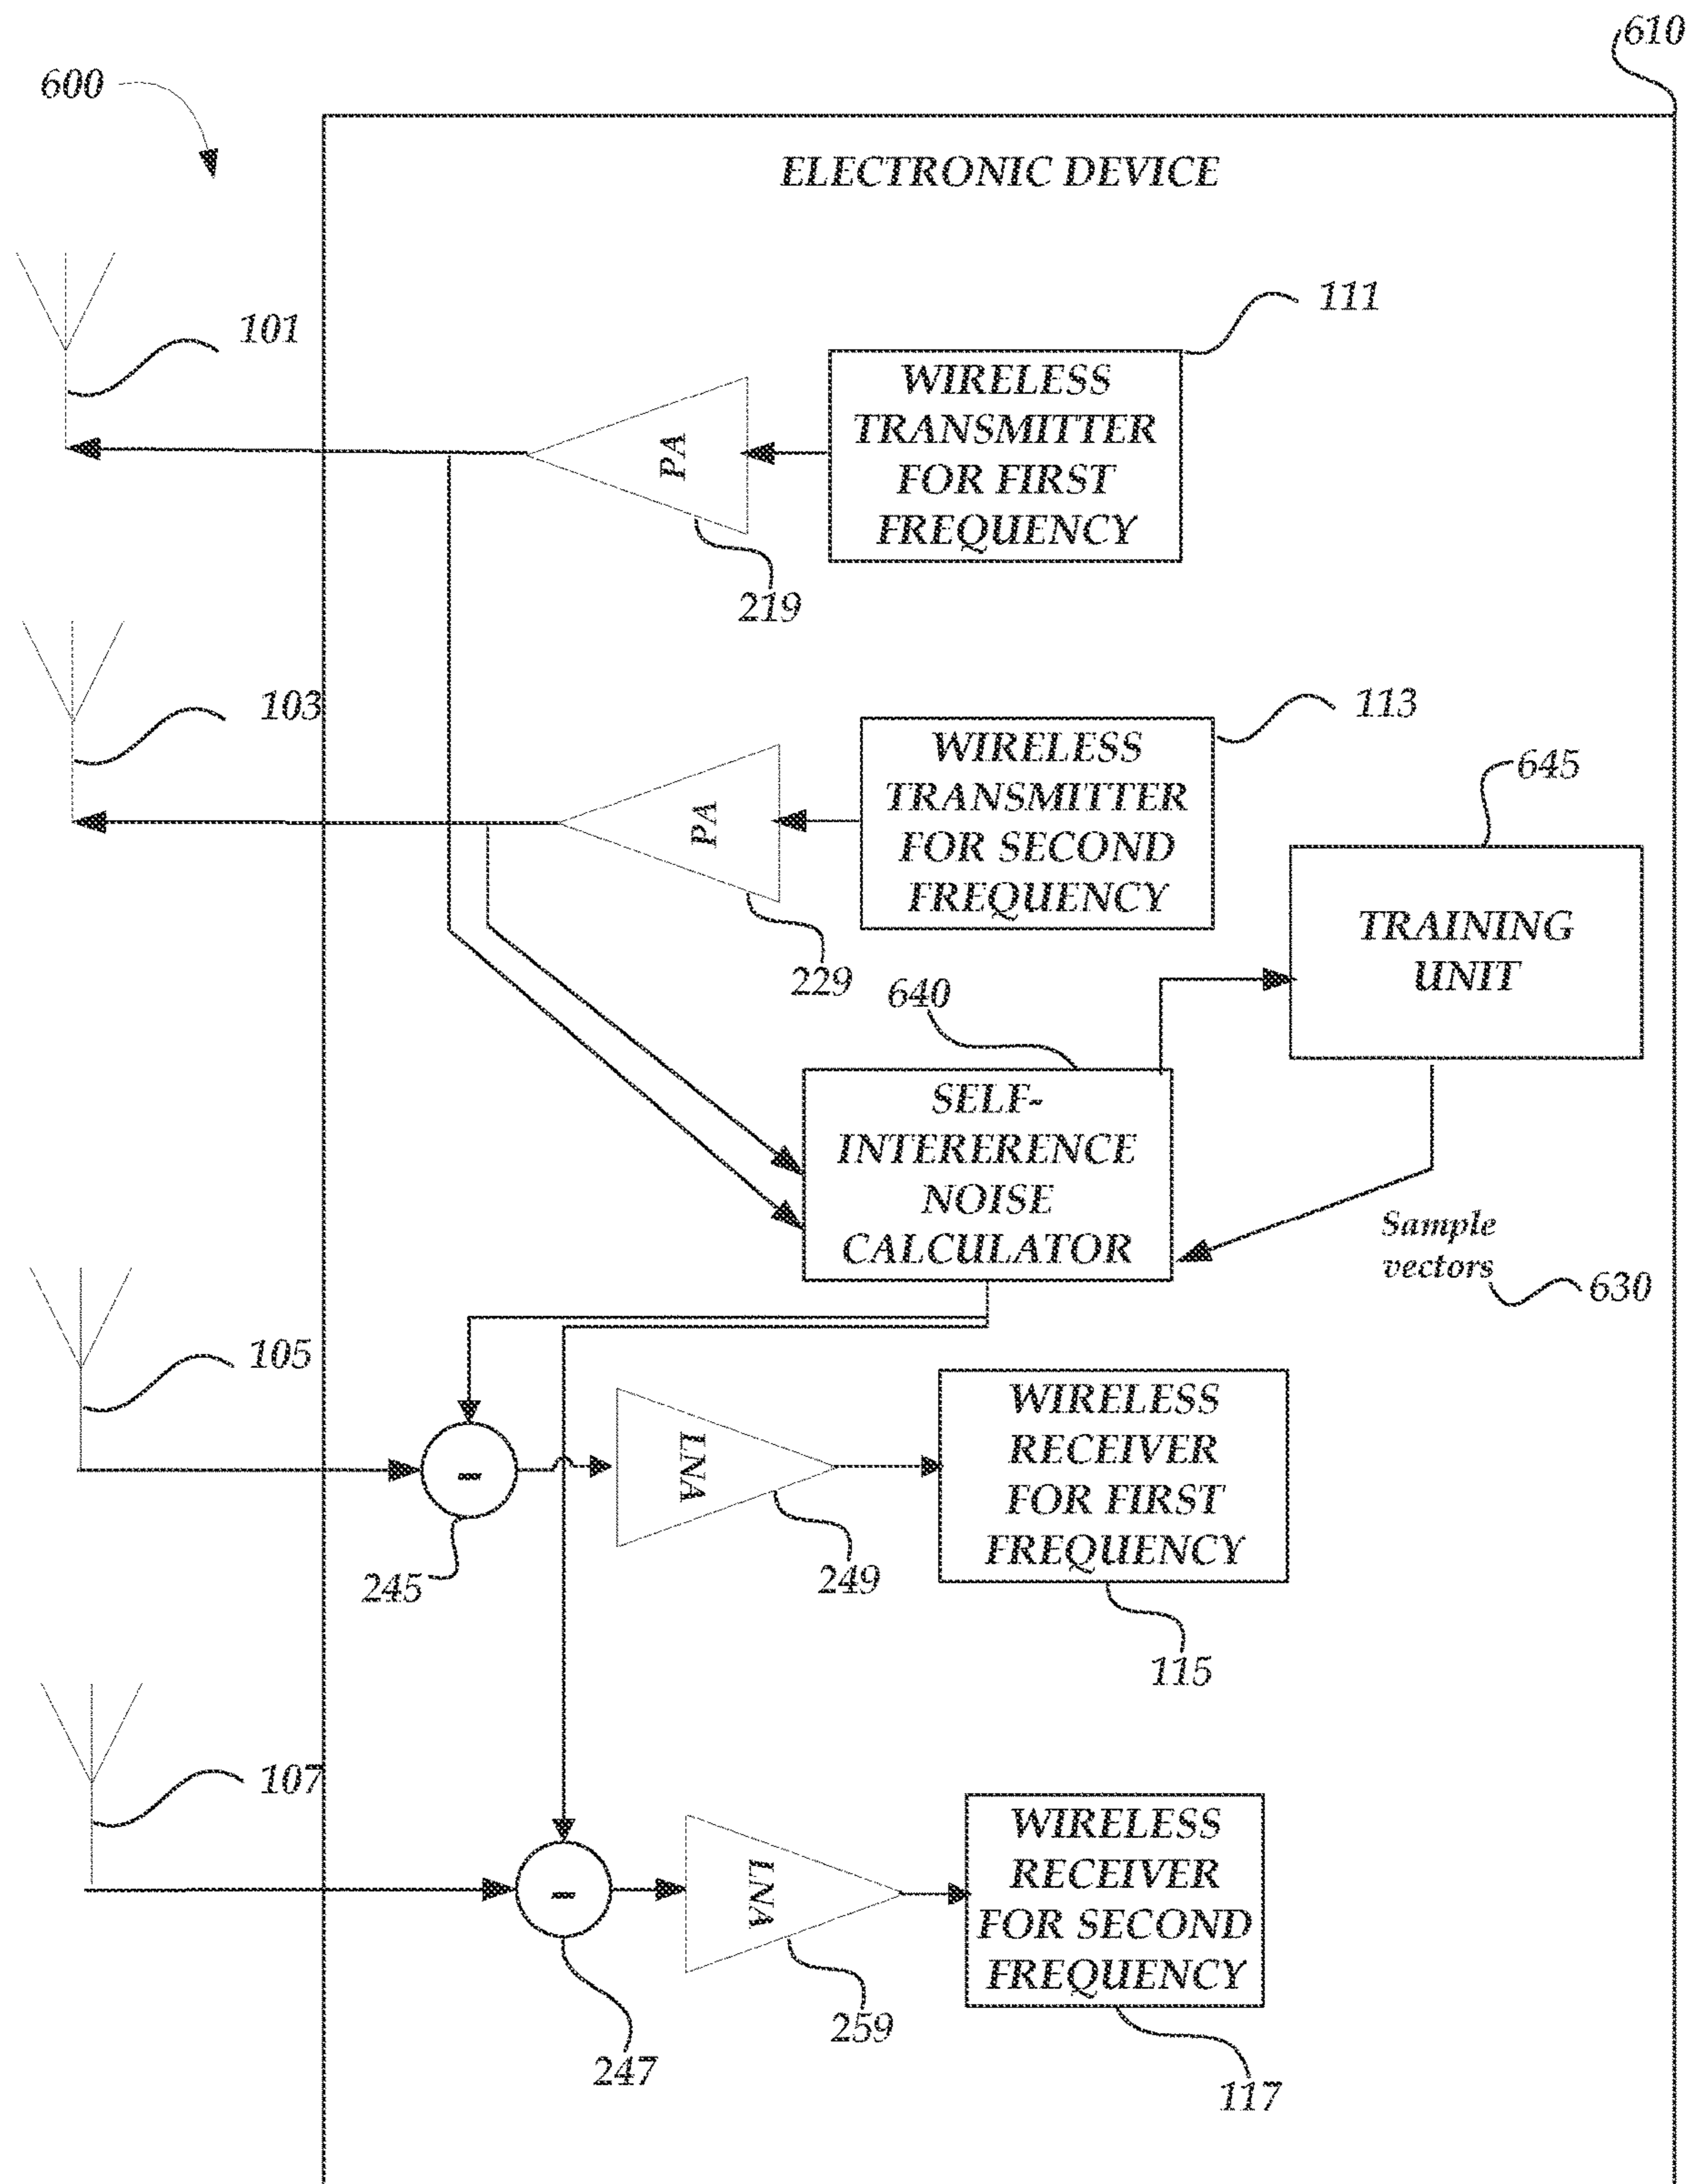 610
600
ELECTRONIC DEVICE
111
101
WIRELESS
TRANSMITTER
FOR FIRST
FREQUENCY
PA
219
103
113
WIRELESS
TRANSMITTER
FOR SECOND
FREQUENCY
PA
229
645
TRAINING
UNIT
640
SELF-
INTERERENCE
NOISE
CALCULATOR
Sample
vectors
630
105
-
LNA
WIRELESS
RECEIVER
FOR FIRST
FREQUENCY
245
249
115
107
-
LNA
WIRELESS
RECEIVER
FOR SECOND
FREQUENCY
247
259
117